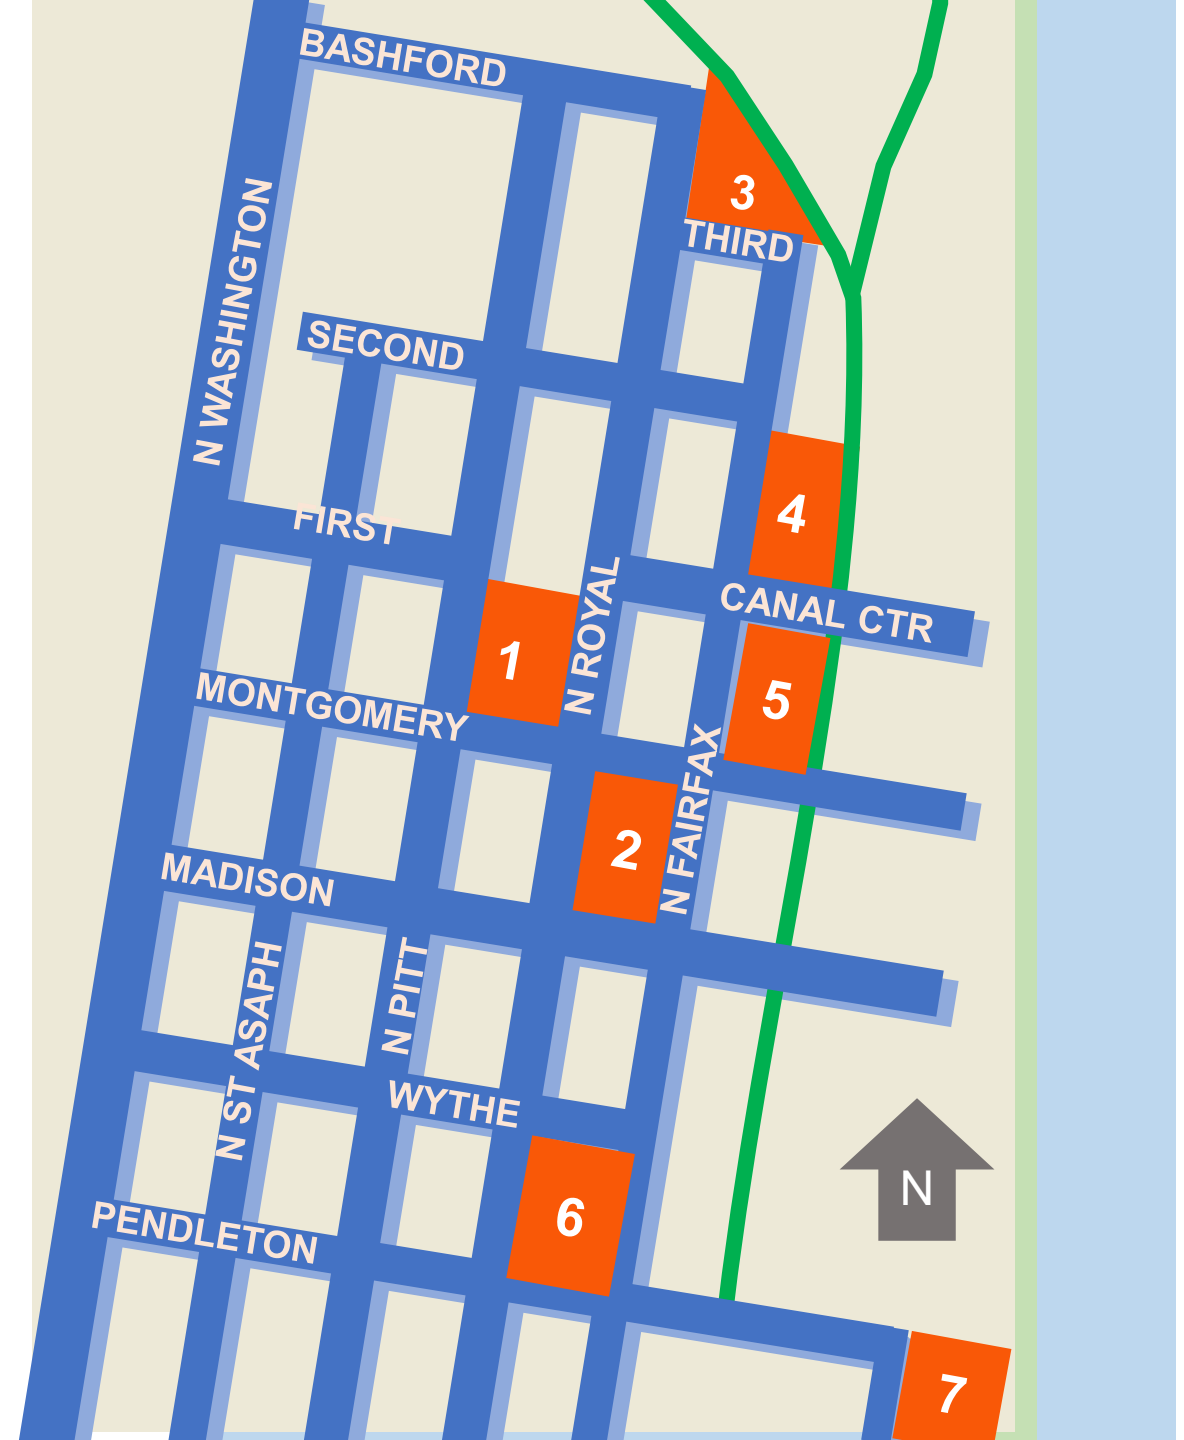 BASHFORD
3
THIRD
N WASHINGTON
SECOND
4
FIRST
CANAL CTR
N ROYAL
1
5
MONTGOMERY
N FAIRFAX
2
MADISON
N ST ASAPH
N PITT
WYTHE
N
6
PENDLETON
7